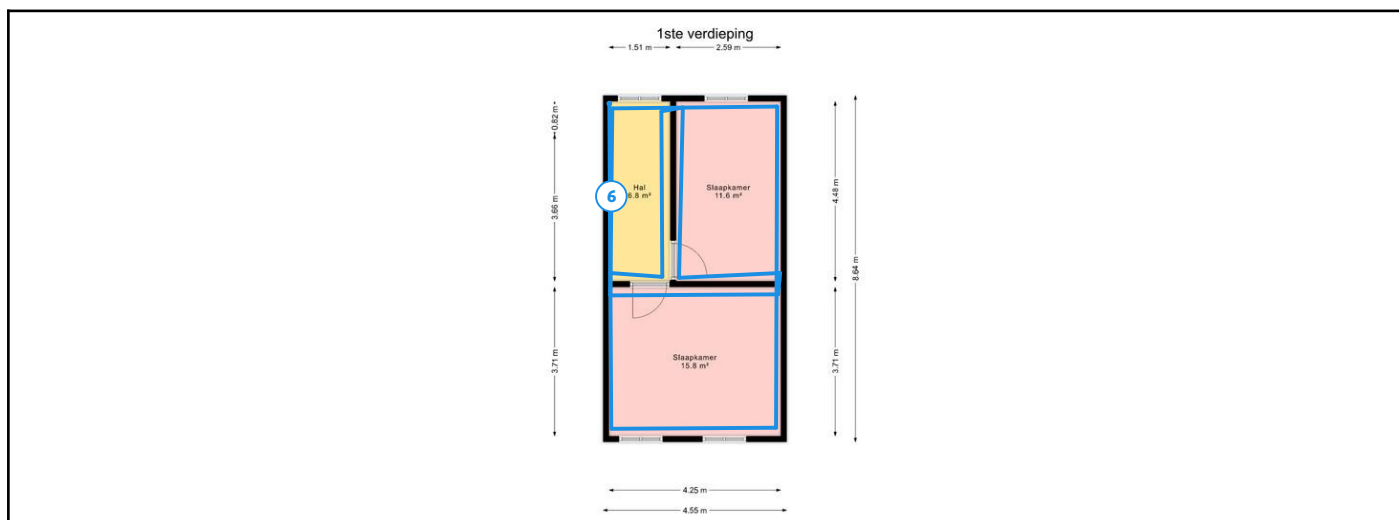 1ste verdieping
1.51 m
2.59 m
0.82 m
3.66 m
3.71 m
Hal
6.8 m²
6
Slaapkamer
11.6 m²
Slaapkamer
15.8 m²
4.48 m
3.71 m
8.64 m
4.25 m
4.55 m